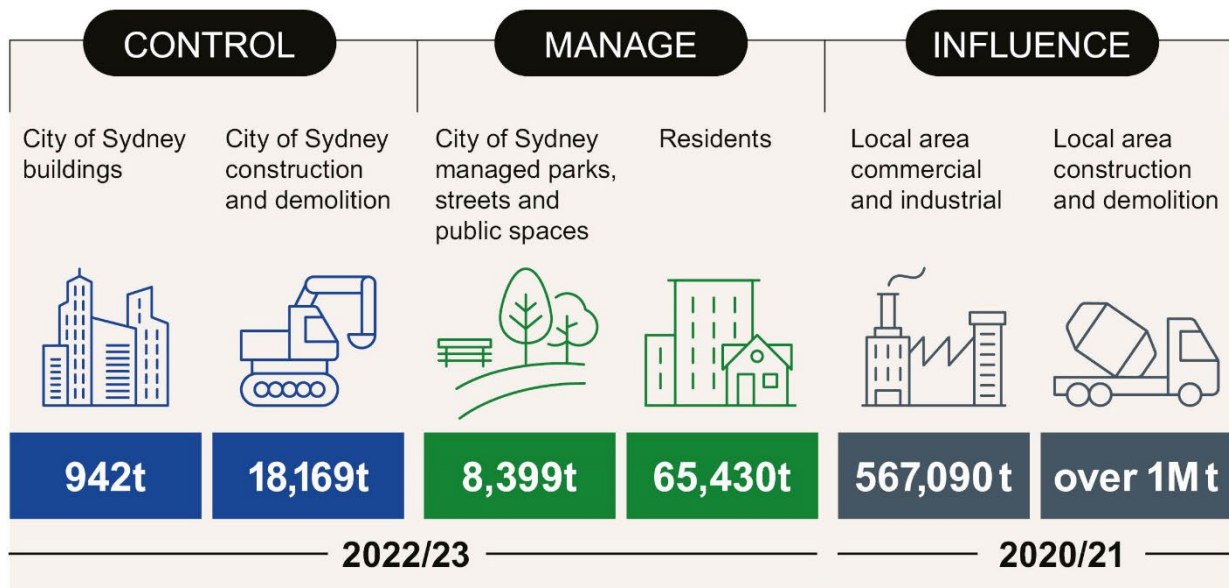 CONTROL
MANAGE
INFLUENCE
City of Sydney
buildings
City of Sydney
construction
and demolition
City of Sydney
managed parks,
streets and
public spaces
Residents
Local area
commercial
and industrial
Local area
construction
and demolition
942t
18,169t
8,399t
65,430t
567,090 t
over 1M t
2022/23
2020/21